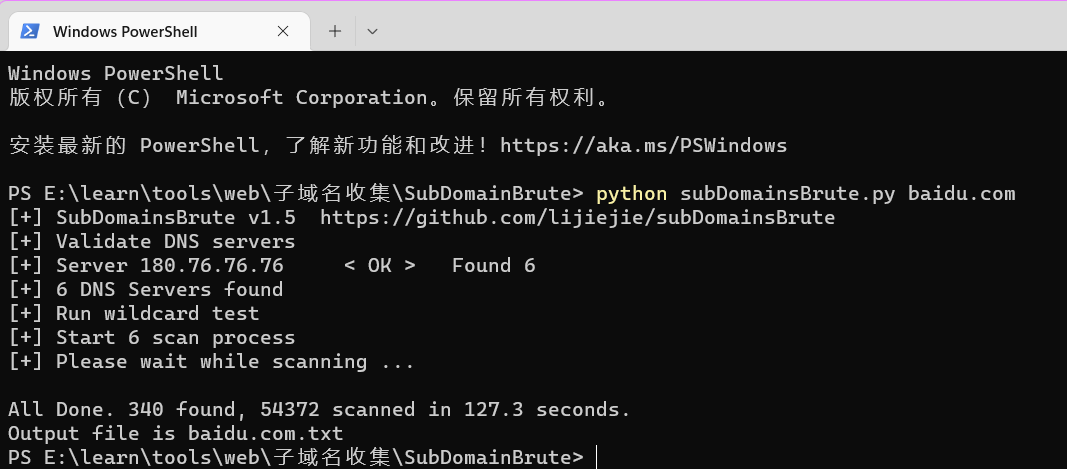 Windows PowerShell
Windows PowerShell
版权所有 (C) Microsoft Corporation。保留所有权利。
安装最新的 PowerShell，了解新功能和改进！https://aka.ms/PSWindows
PS E:\learn\tools\web\子域名收集\SubDomainBrute> python subDomainsBrute.py baidu.com
[+] SubDomainsBrute v1.5  https://github.com/lijiejie/subDomainsBrute
[+] Validate DNS servers
[+] Server 180.76.76.76     < OK >   Found 6
[+] 6 DNS Servers found
[+] Run wildcard test
[+] Start 6 scan process
[+] Please wait while scanning ...
All Done. 340 found, 54372 scanned in 127.3 seconds.
Output file is baidu.com.txt
PS E:\learn\tools\web\子域名收集\SubDomainBrute>